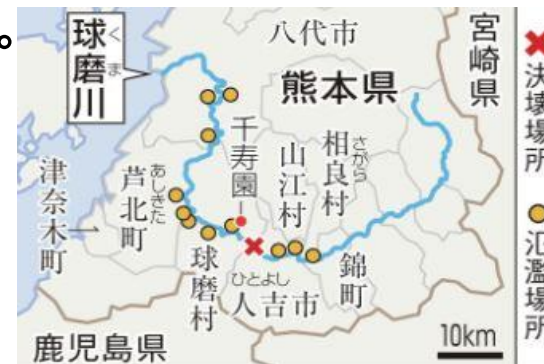 。
球磨川
くま
八代市
宮崎県
熊本県
千寿園
山江村
相良村
さがら
津奈木町
芦北町
あしきた
球磨村
ひとよし
人吉市
錦町
鹿児島県
10km
決壊場所
氾濫場所